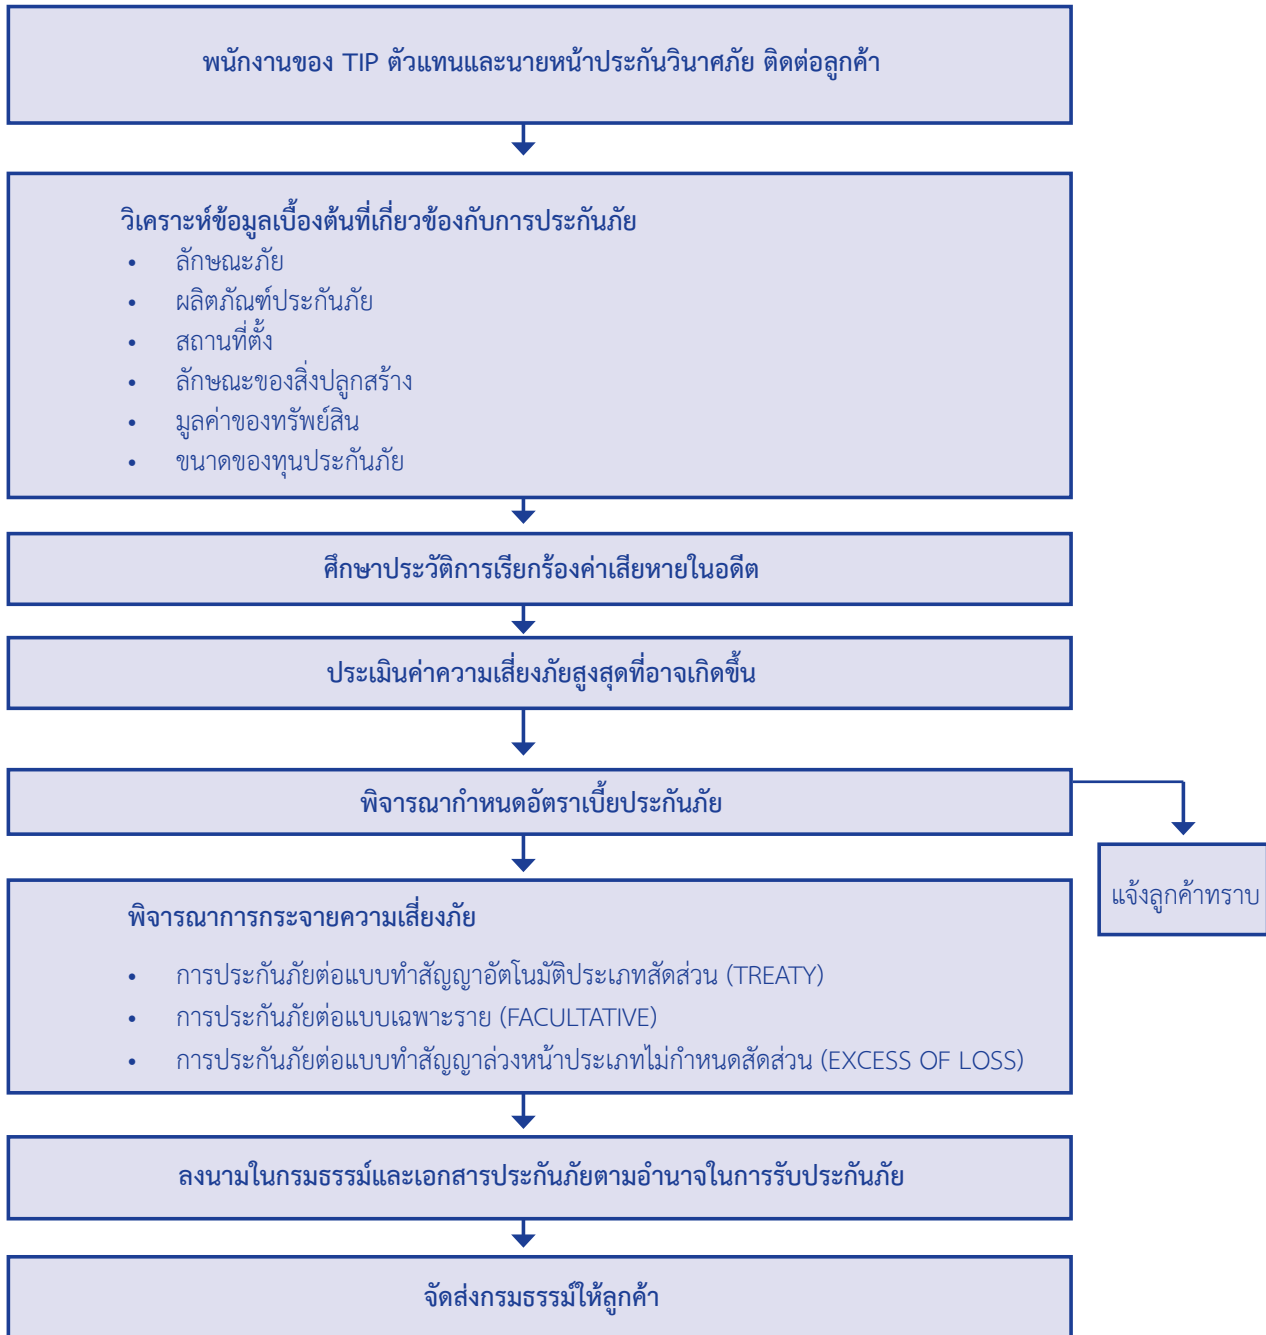 พนักงานของ TIP ตัวแทนและนายหน้าประกันวินาศภัย ติดต่อลูกค้า
วิเคราะห์ข้อมูลเบื้องต้นที่เกี่ยวข้องกับการประกันภัย
• ลักษณะภัย
• ผลิตภัณฑ์ประกันภัย
• สถานที่ตั้ง
• ลักษณะของสิ่งปลูกสร้าง
• มูลค่าของทรัพย์สิน
• ขนาดของทุนประกันภัย
ศึกษาประวัติการเรียกร้องค่าเสียหายในอดีต
ประเมินค่าความเสี่ยงภัยสูงสุดที่อาจเกิดขึ้น
พิจารณากำหนดอัตราเบี้ยประกันภัย
แจ้งลูกค้าทราบ
พิจารณาการกระจายความเสี่ยงภัย
• การประกันภัยต่อแบบทำสัญญาอัตโนมัติประเภทสัดส่วน (TREATY)
• การประกันภัยต่อแบบเฉพาะราย (FACULTATIVE)
• การประกันภัยต่อแบบทำสัญญาล่วงหน้าประเภทไม่กำหนดสัดส่วน (EXCESS OF LOSS)
ลงนามในกรมธรรม์และเอกสารประกันภัยตามอำนาจในการรับประกันภัย
จัดส่งกรมธรรม์ให้ลูกค้า